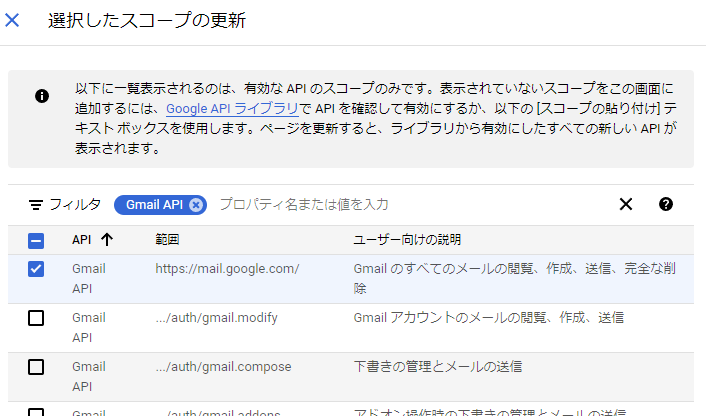 選択したスコープの更新
以下に一覧表示されるのは、有効な API のスコープのみです。表示されていないスコープをこの画面に
追加するには、Google API ライブラリで API を確認して有効にするか、以下の [スコープの貼り付け] テ
キスト ボックスを使用します。ページを更新すると、ライブラリから有効にしたすべての新しい API が
表示されます。
フィルタ Gmail API プロパティ名または値を入力
API 範囲 ユーザー向けの説明
Gmail API https://mail.google.com/ Gmail のすべてのメールの閲覧、作成、送信、完全な削
除
Gmail API .../auth/gmail.modify Gmail アカウントのメールの閲覧、作成、送信
Gmail API .../auth/gmail.compose 下書きの管理とメールの送信
Gmail .../auth/gmail.addons アドオン操作時の下書きの管理とメールの送信